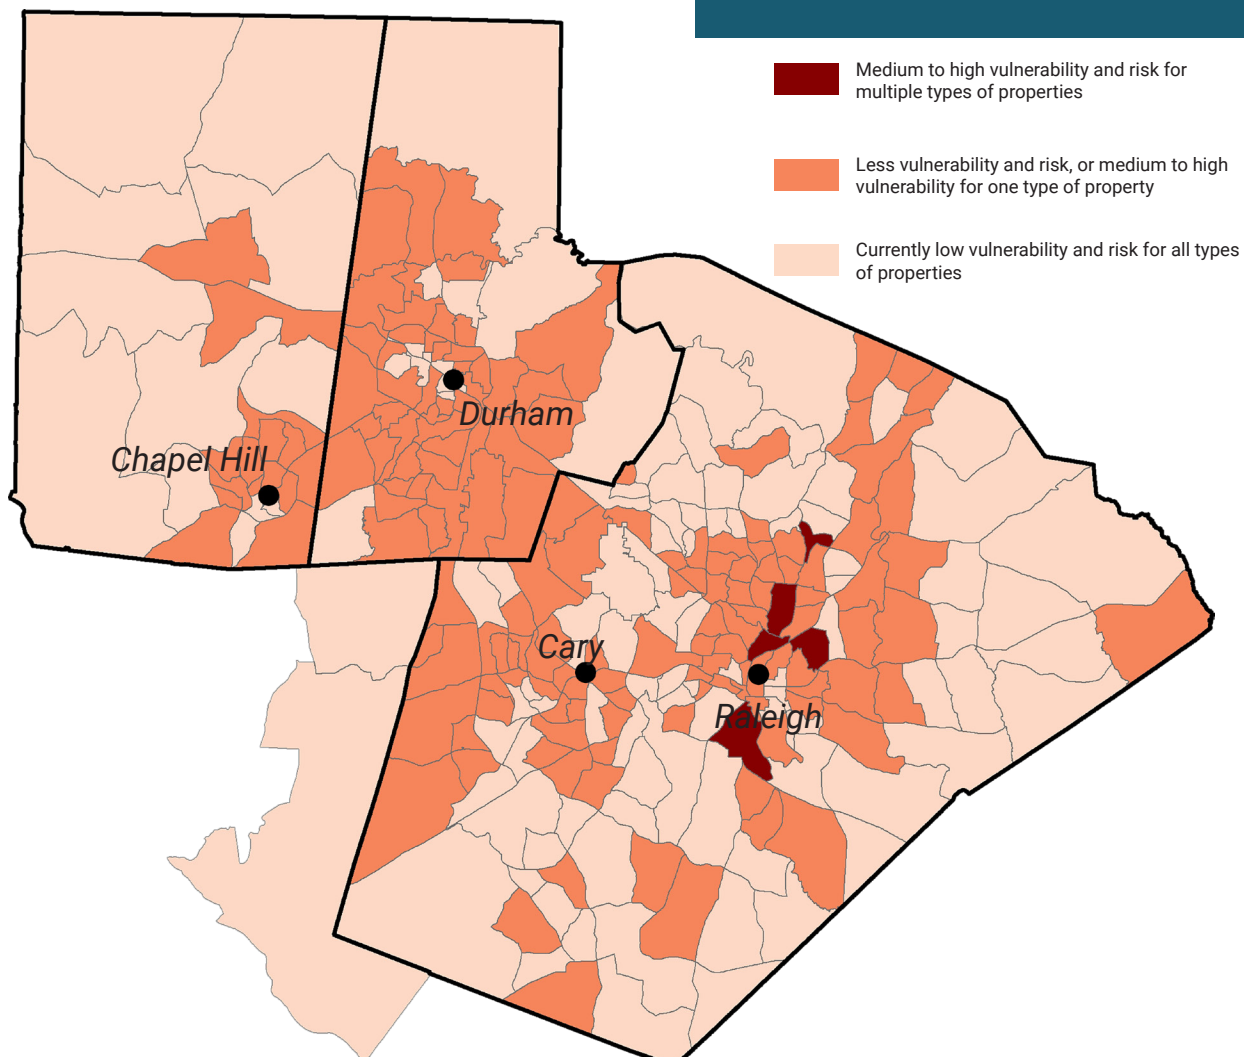 Medium to high vulnerability and risk for
multiple types of properties
Less vulnerability and risk, or medium to high
vulnerability for one type of property
Currently low vulnerability and risk for all types
of properties
Durham
Chapel Hill
Cary
Raleigh